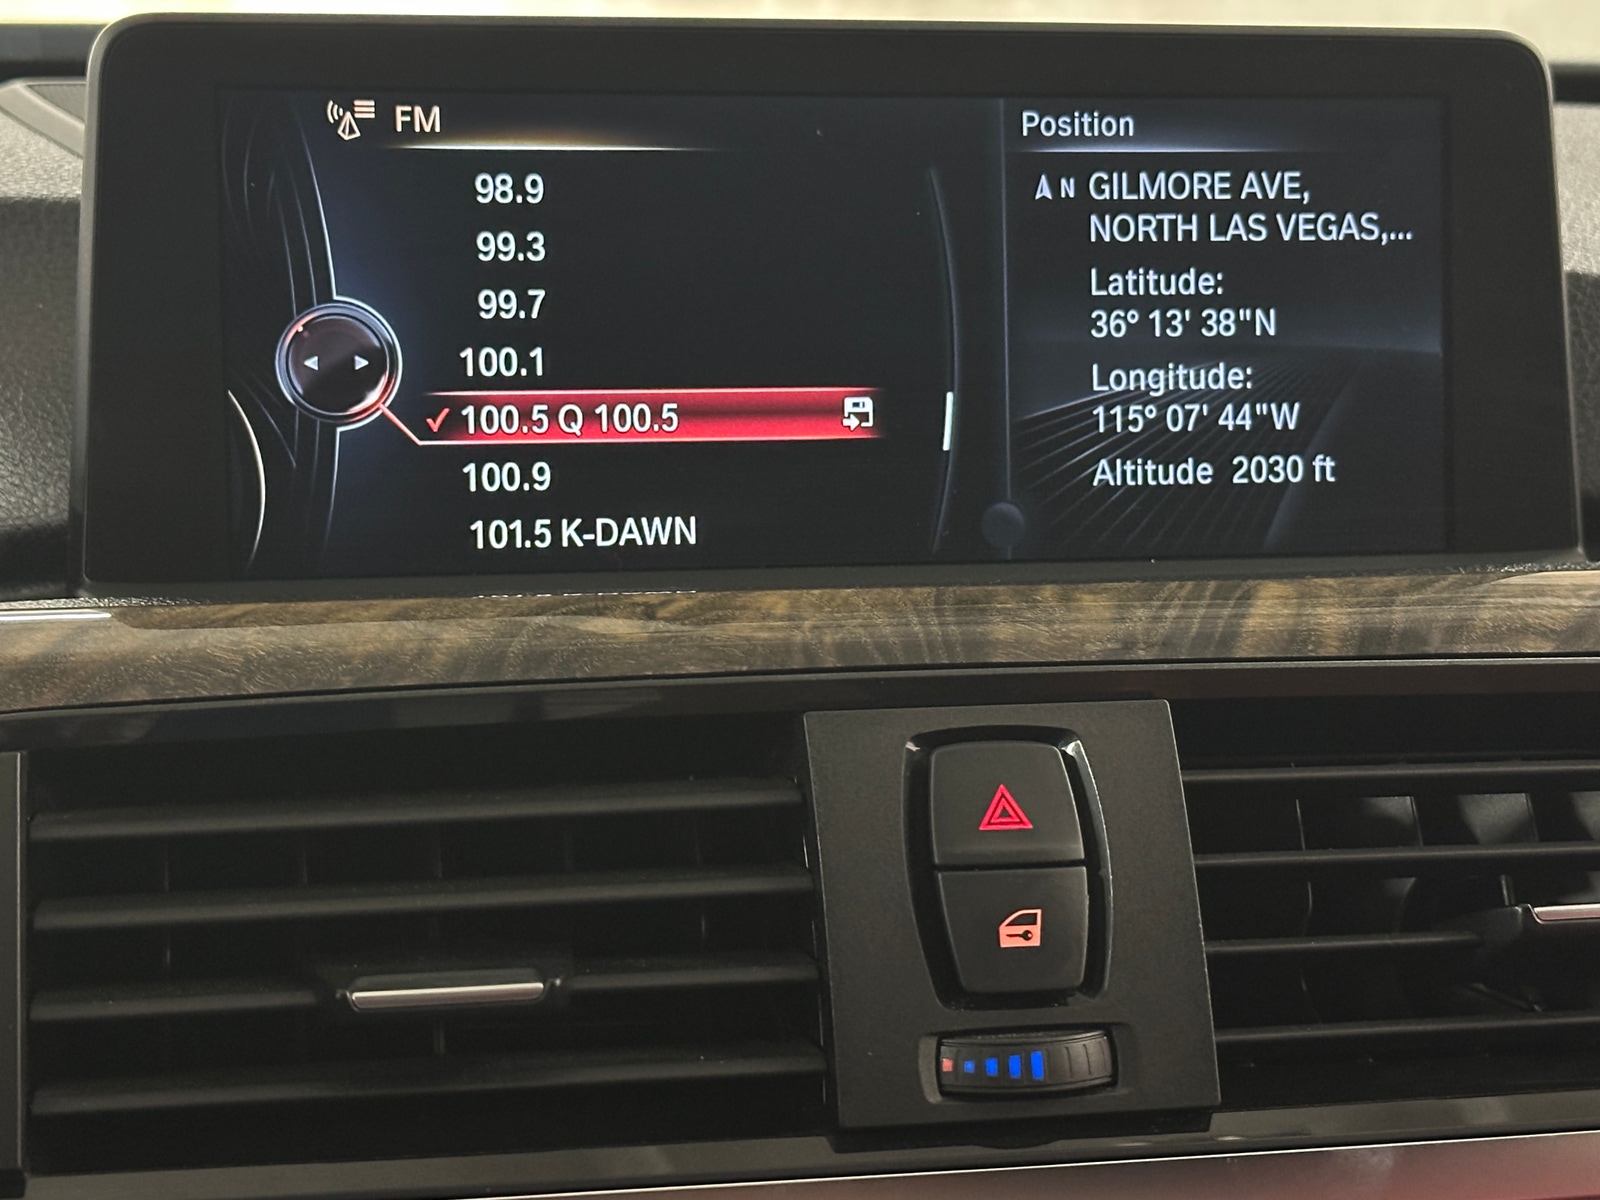 FM
98.9
99.3
99.7
100.1
100.5 Q 100.5
100.9
101.5 K-DAWN
Position
N GILMORE AVE,
NORTH LAS VEGAS,...
Latitude:
36° 13' 38"N
Longitude:
115° 07' 44"W
Altitude 2030 ft